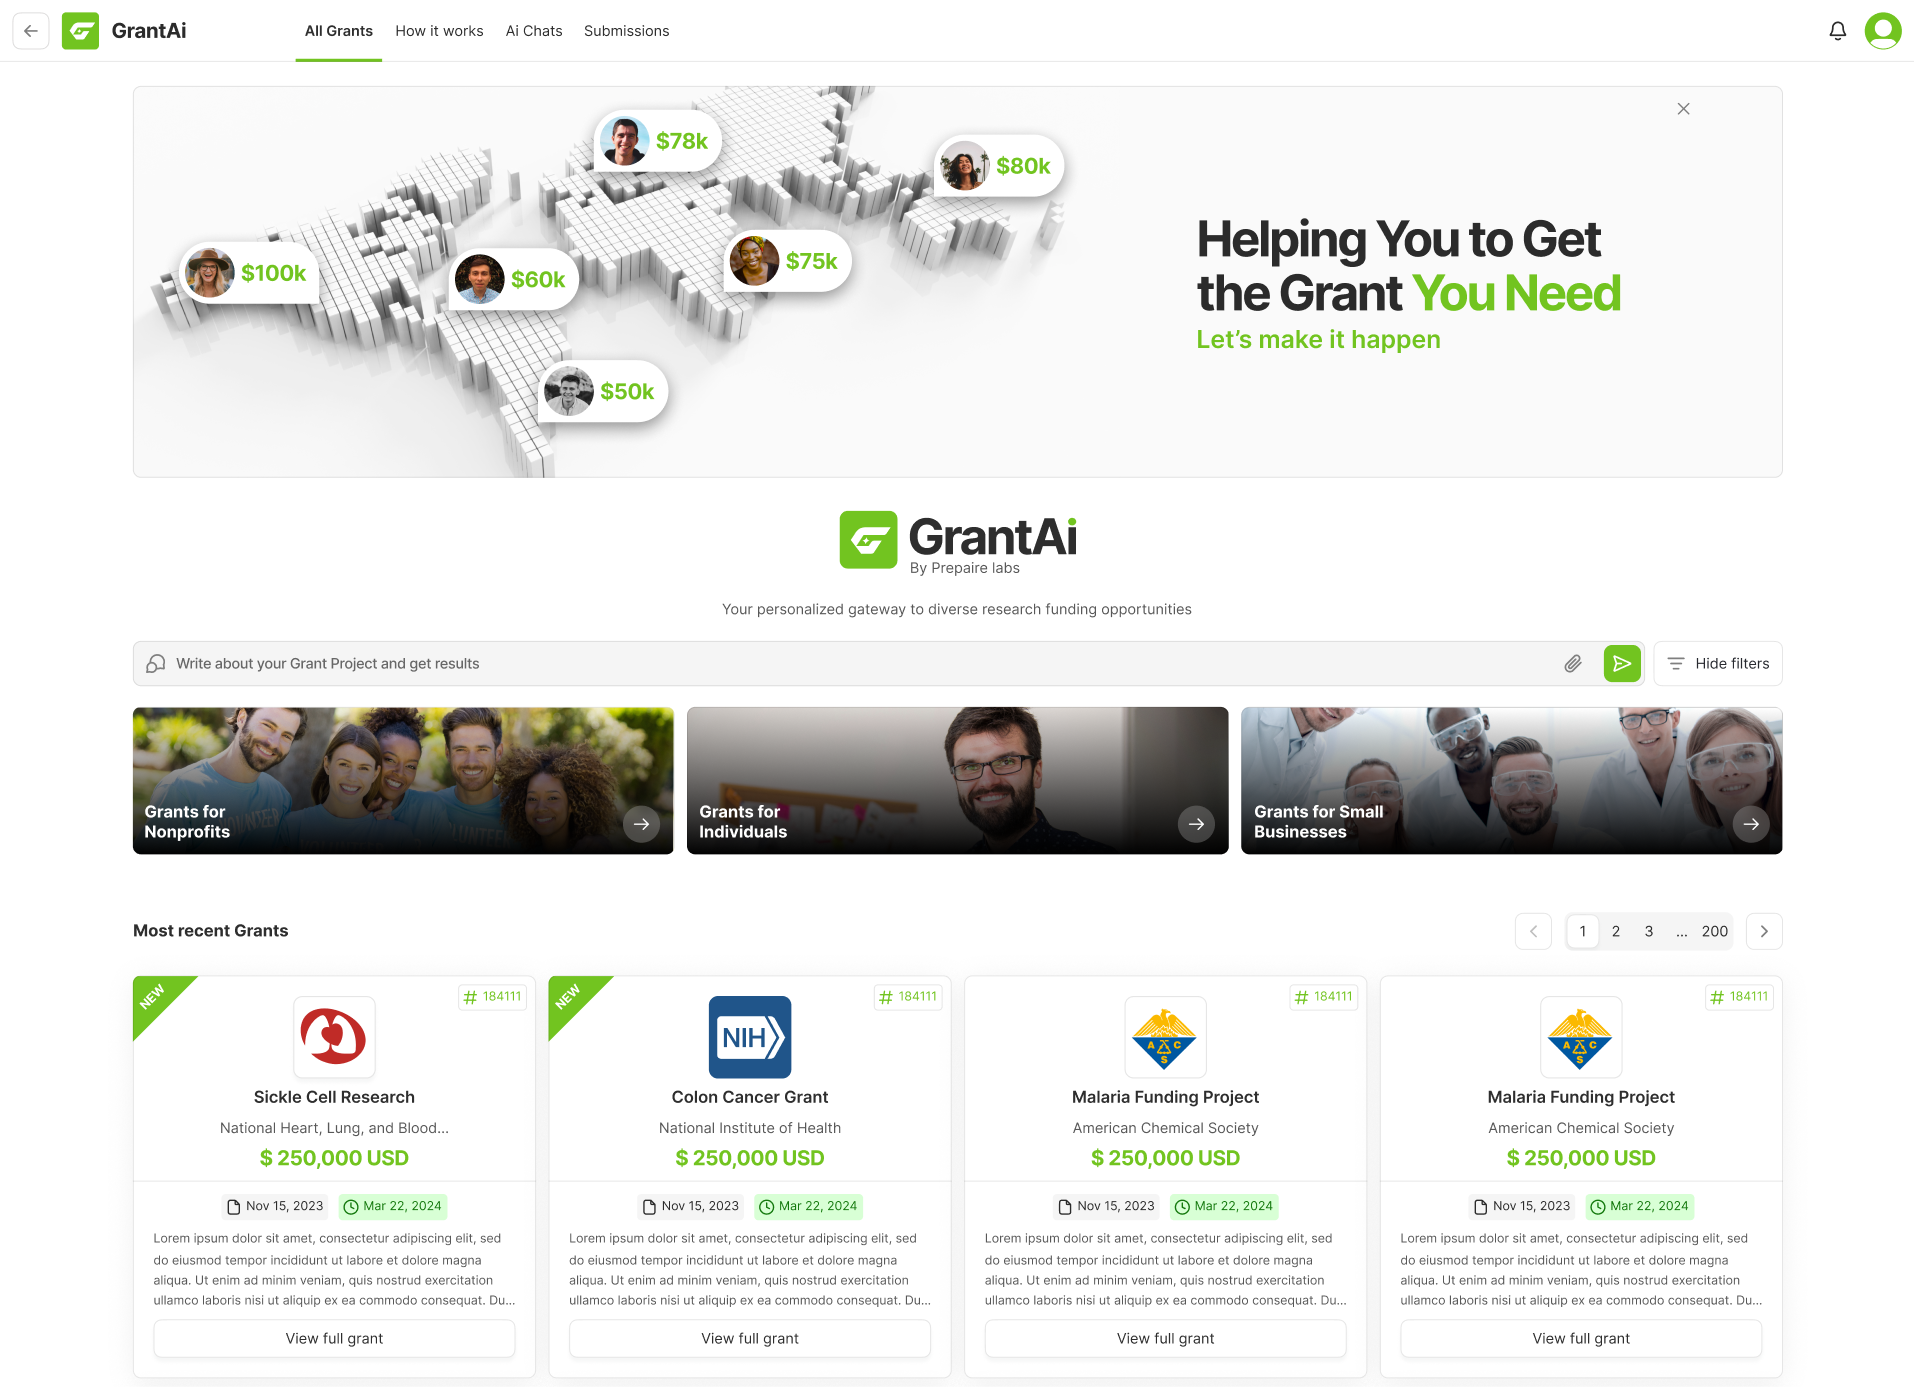 GrantAi
All Grants
How it works
Ai Chats
Submissions
$78k
$80k
$100k
$60k
$75k
$50k
Helping You to Get
the Grant You Need
Let's make it happen
GrantAi
By Prepaire labs
Your personalized gateway to diverse research funding opportunities
Write about your Grant Project and get results
Hide filters
Grants for
Nonprofits
Grants for
Individuals
Grants for Small
Businesses
Most recent Grants
1 2 3 ... 200
NEW
# 184111
Sickle Cell Research
National Heart, Lung, and Blood...
$ 250,000 USD
Nov 15, 2023
Mar 22, 2024
Lorem ipsum dolor sit amet, consectetur adipiscing elit, sed
do eiusmod tempor incididunt ut labore et dolore magna
aliqua. Ut enim ad minim veniam, quis nostrud exercitation
ullamco laboris nisi ut aliquip ex ea commodo consequat. Du...
View full grant
NEW
# 184111
NIH
Colon Cancer Grant
National Institute of Health
$ 250,000 USD
Nov 15, 2023
Mar 22, 2024
Lorem ipsum dolor sit amet, consectetur adipiscing elit, sed
do eiusmod tempor incididunt ut labore et dolore magna
aliqua. Ut enim ad minim veniam, quis nostrud exercitation
ullamco laboris nisi ut aliquip ex ea commodo consequat. Du...
View full grant
# 184111
A C
S
Malaria Funding Project
American Chemical Society
$ 250,000 USD
Nov 15, 2023
Mar 22, 2024
Lorem ipsum dolor sit amet, consectetur adipiscing elit, sed
do eiusmod tempor incididunt ut labore et dolore magna
aliqua. Ut enim ad minim veniam, quis nostrud exercitation
ullamco laboris nisi ut aliquip ex ea commodo consequat. Du...
View full grant
# 184111
A C
S
Malaria Funding Project
American Chemical Society
$ 250,000 USD
Nov 15, 2023
Mar 22, 2024
Lorem ipsum dolor sit amet, consectetur adipiscing elit, sed
do eiusmod tempor incididunt ut labore et dolore magna
aliqua. Ut enim ad minim veniam, quis nostrud exercitation
ullamco laboris nisi ut aliquip ex ea commodo consequat. Du...
View full grant